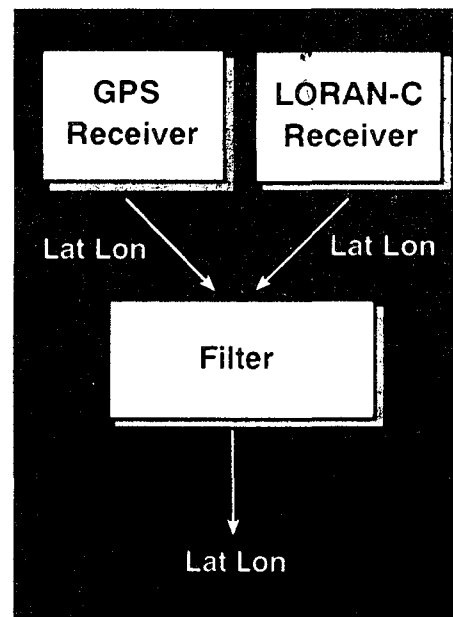 GPS
Receiver
LORAN-C
Receiver
Lat Lon
Lat Lon
Filter
Lat Lon